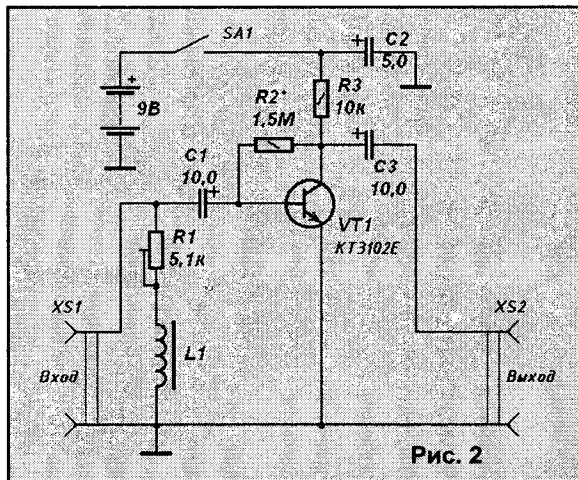 SA1
C2
5,0
+
R3
10к
+
9В
R2*
1,5М
+
C1
10,0
+
C3
10,0
VT1
КТ3102Е
R1
5,1к
XS1
XS2
L1
Вход
Выход
Рис. 2